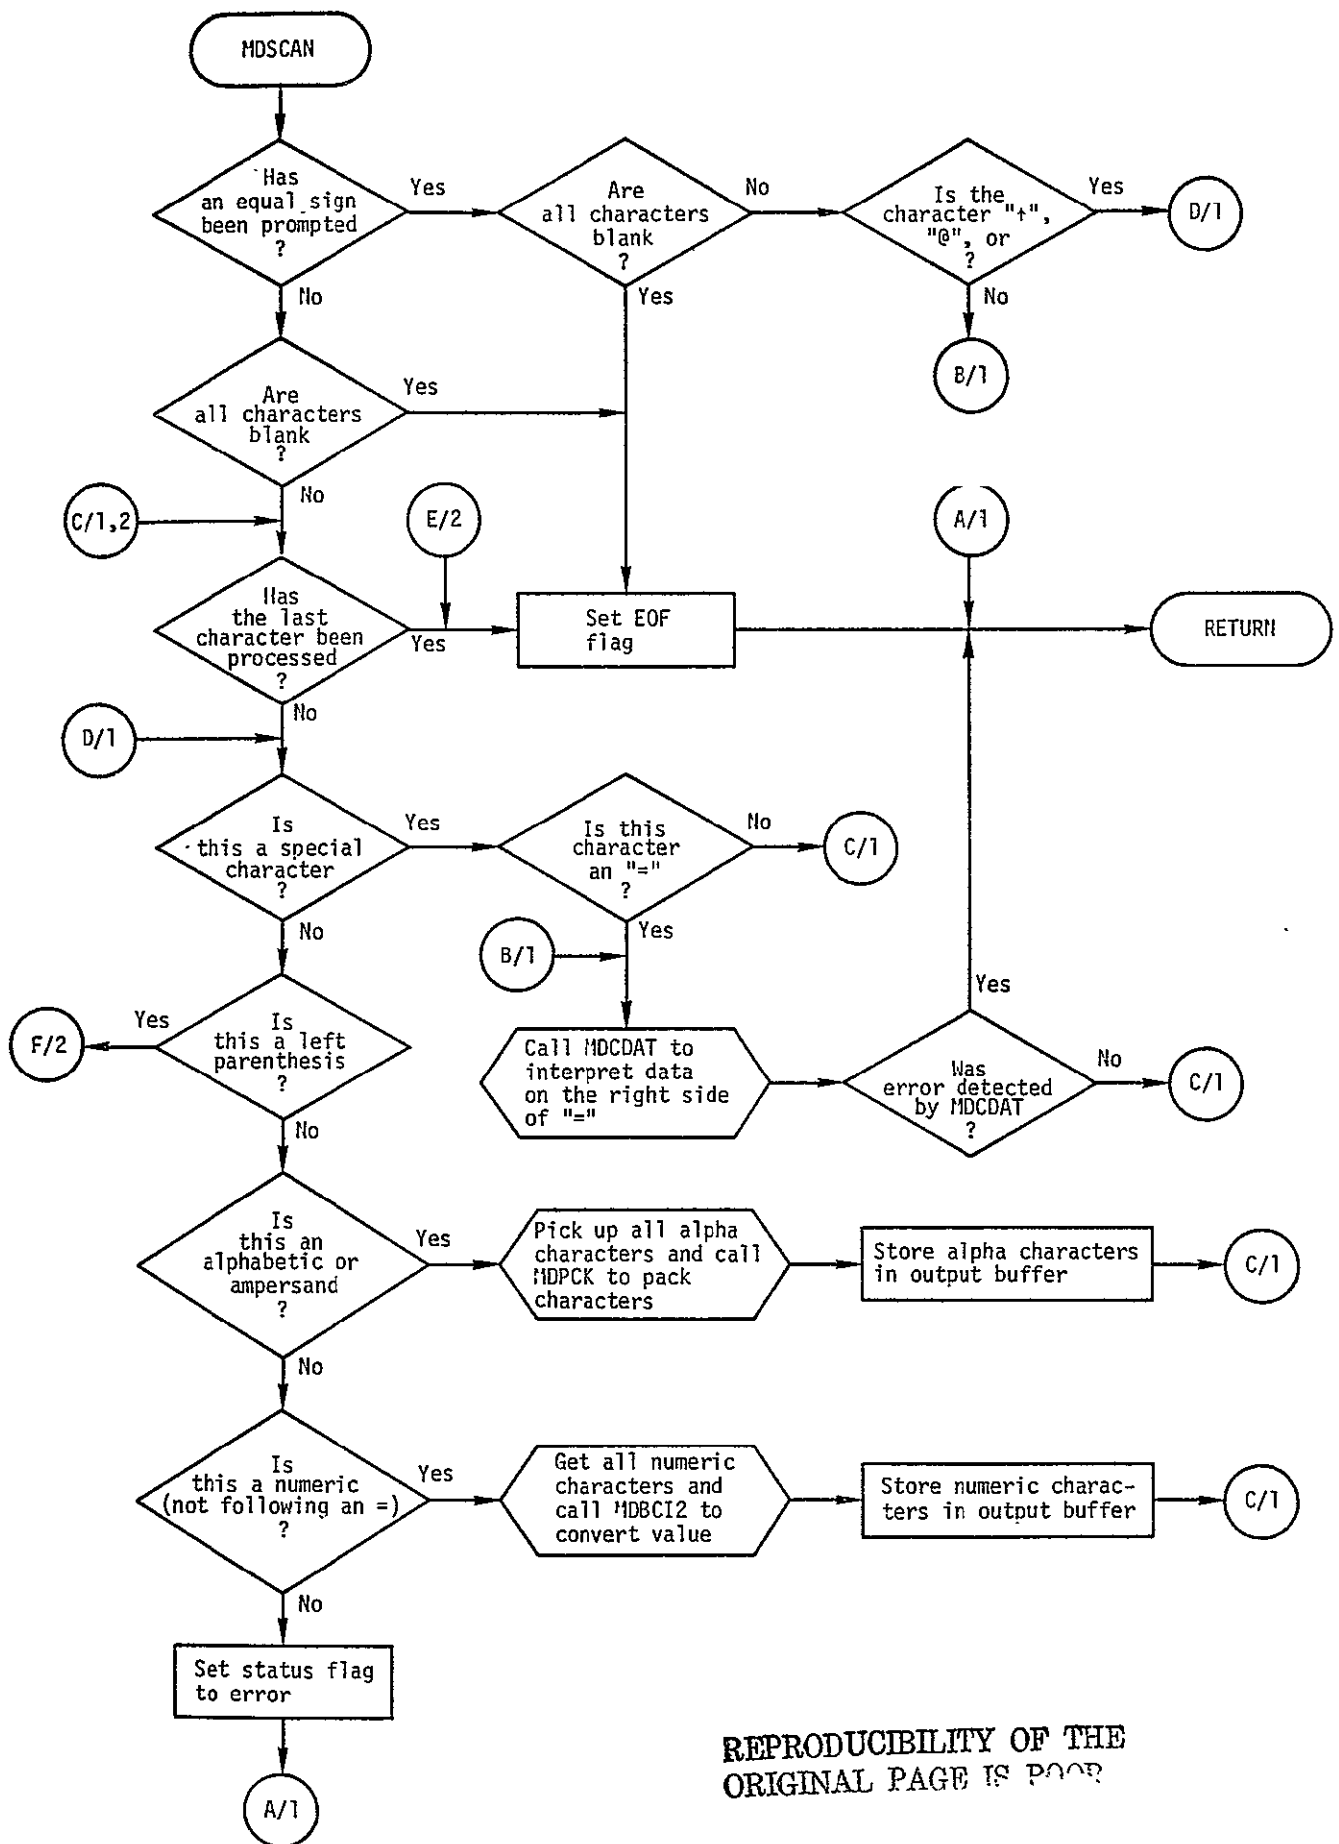 MDSCAN
Has
an equal sign
been prompted
?
Yes
No
Are
all characters
blank
?
No
Yes
Is the
character "↑",
"@", or
?
Yes
D/1
No
B/1
Are
all characters
blank
?
Yes
No
C/1,2
E/2
A/1
Has
the last
character been
processed
?
Yes
No
Set EOF
flag
RETURN
D/1
Is
this a special
character
?
Yes
No
Is this
character
an "="
?
No
C/1
Yes
B/1
Is
this a left
parenthesis
?
Yes
F/2
No
Call MDCDAT to
interpret data
on the right side
of "="
Was
error detected
by MDCDAT
?
Yes
No
C/1
Is
this an
alphabetic or
ampersand
?
Yes
No
Pick up all alpha
characters and call
MDPCK to pack
characters
Store alpha characters
in output buffer
C/1
Is
this a numeric
(not following an =)
?
Yes
No
Get all numeric
characters and
call MDBCI2 to
convert value
Store numeric charac-
ters in output buffer
C/1
Set status flag
to error
A/1
REPRODUCIBILITY OF THE
ORIGINAL PAGE IS POOR